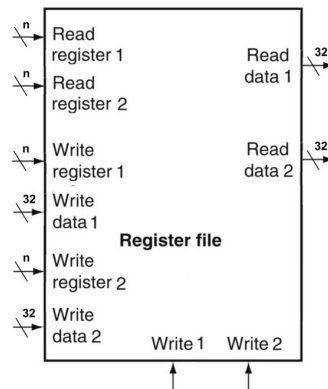 n
Read
register 1
n
Read
register 2
n
Write
register 1
32
Write
data 1
n
Write
register 2
32
Write
data 2
Register file
Write 1
Write 2
Read
data 1
32
Read
data 2
32